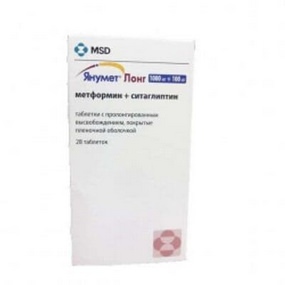 MSD
Янумет Лонг 1000 мг + 100 мг
метформин + ситаглиптин
таблетки с пролонгированным
высвобождением, покрытые
пленочной оболочкой
28 таблеток